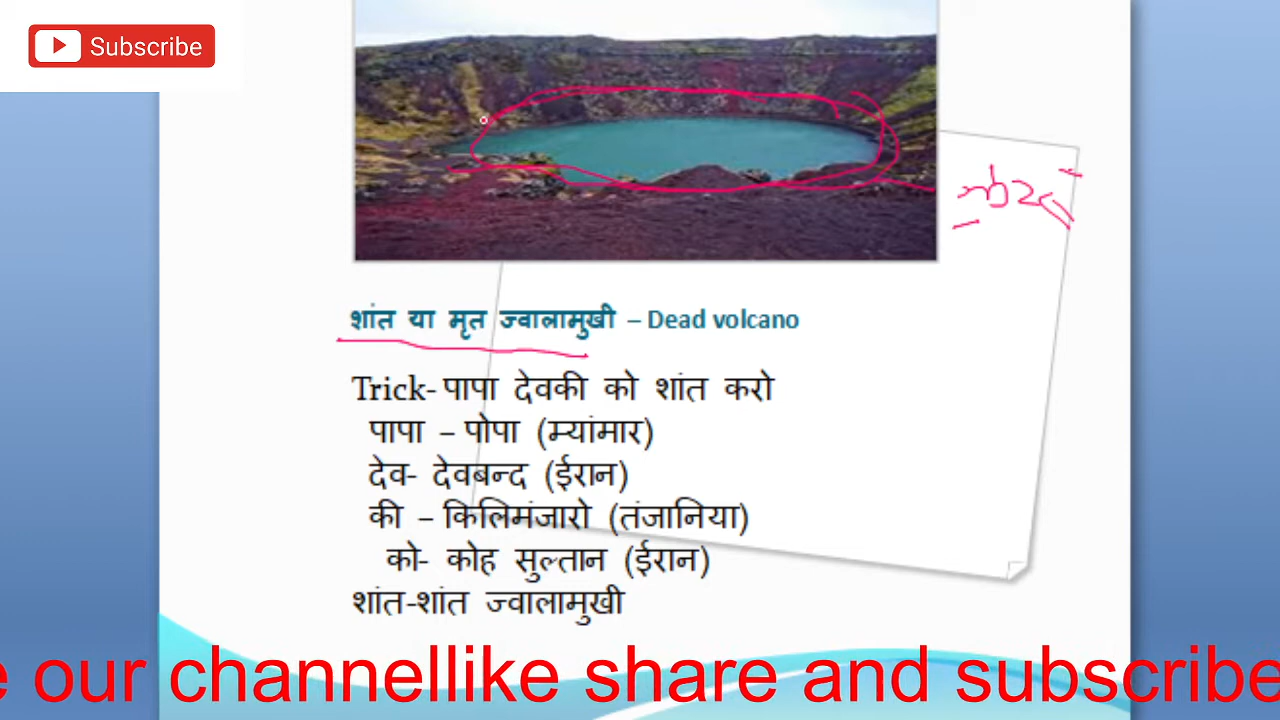 Subscribe
शांत या मृत ज्वालामुखी – Dead volcano
Trick- पापा देवकी को शांत करो
पापा – पोपा (म्यांमार)
देव- देवबन्द (ईरान)
की – किलिमंजारो (तंजानिया)
को- कोह सुल्तान (ईरान)
शांत-शांत ज्वालामुखी
our channellike share and subscribe